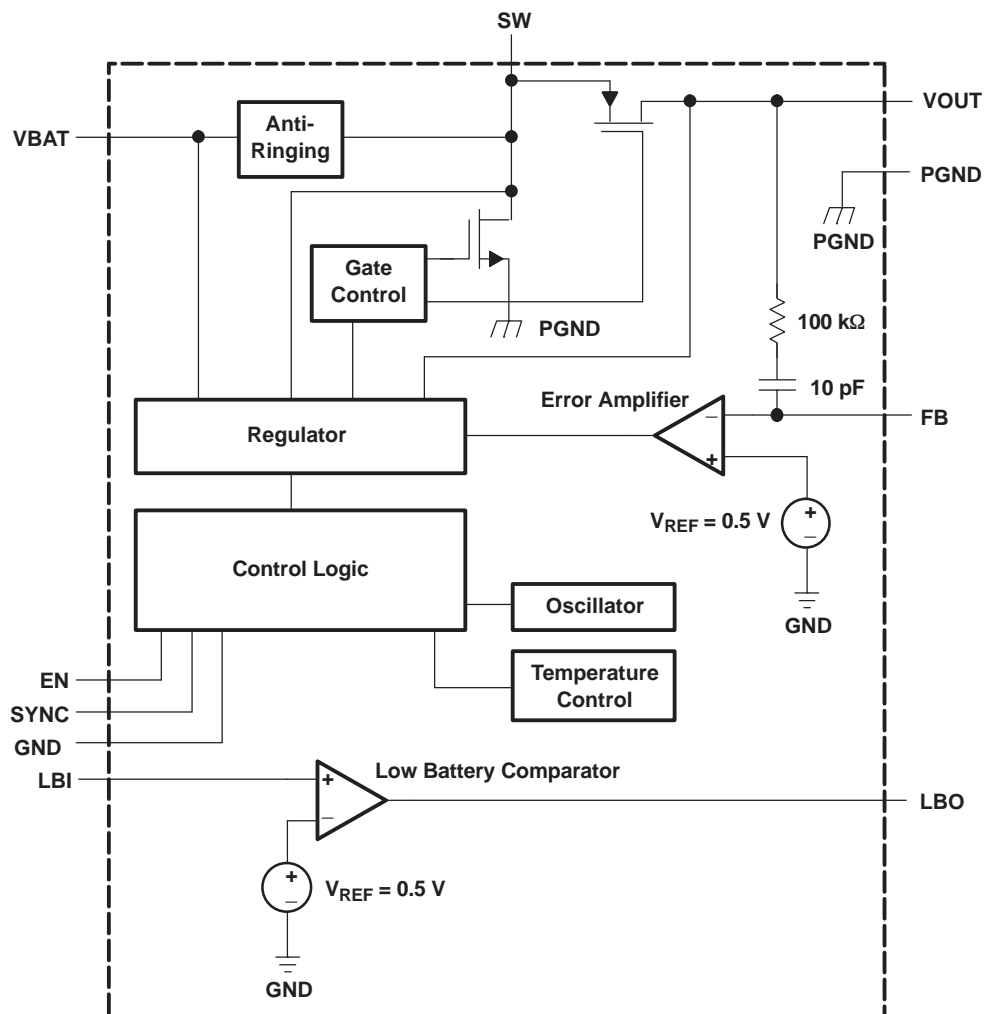 SW
VBAT
Anti-
Ringing
VOUT
PGND
PGND
Gate
Control
PGND
100 kΩ
10 pF
Error Amplifier
−
+
FB
Regulator
VREF = 0.5 V
+
−
GND
Control Logic
Oscillator
Temperature
Control
EN
SYNC
GND
LBI
+
−
Low Battery Comparator
LBO
+
−
VREF = 0.5 V
GND